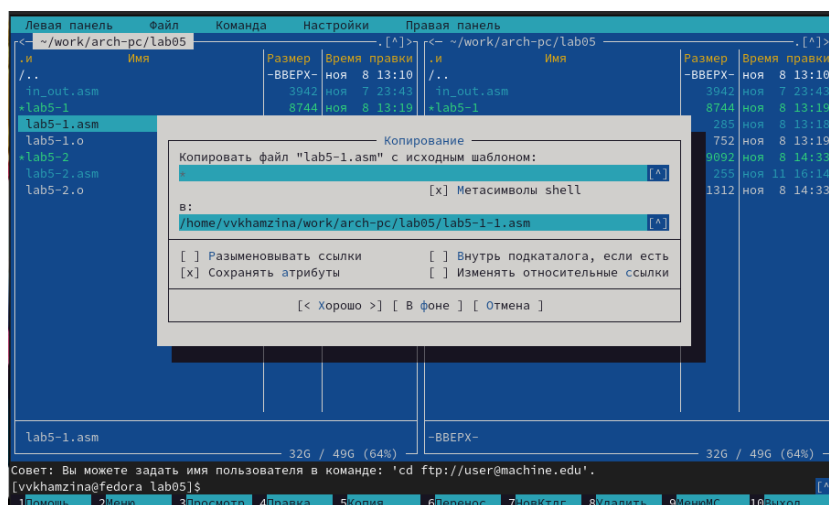 Левая панель Файл Команда Настройки Правая панель
<─ ~/work/arch-pc/lab05 ─.[^]> <─ ~/work/arch-pc/lab05 ─.[^]>
.и Имя Размер Время правки .и Имя Размер Время правки
/.. -ВВЕРХ- ноя 8 13:10 /.. -ВВЕРХ- ноя 8 13:10
in_out.asm 3942 ноя 7 23:43 in_out.asm 3942 ноя 7 23:43
*lab5-1 8744 ноя 8 13:19 *lab5-1 8744 ноя 8 13:19
lab5-1.asm 285 ноя 8 13:18
lab5-1.o 752 ноя 8 13:19
*lab5-2 9092 ноя 8 14:33
lab5-2.asm 255 ноя 11 16:14
lab5-2.o 1312 ноя 8 14:33
Копирование
Копировать файл "lab5-1.asm" с исходным шаблоном:
* [^]
[x] Метасимволы shell
в:
/home/vvkhamzina/work/arch-pc/lab05/lab5-1-1.asm [^]
[ ] Разыменовывать ссылки [ ] Внутрь подкаталога, если есть
[x] Сохранять атрибуты [ ] Изменять относительные ссылки
[< Хорошо >] [ В фоне ] [ Отмена ]
lab5-1.asm -ВВЕРХ-
32G / 49G (64%) 32G / 49G (64%)
Совет: Вы можете задать имя пользователя в команде: 'cd ftp://user@machine.edu'.
[vvkhamzina@fedora lab05]$ [^
1Помощь 2Меню 3Просмотр 4Правка 5Копия 6Перенос 7НовКтлг 8Удалить 9МенюMC 10Выход